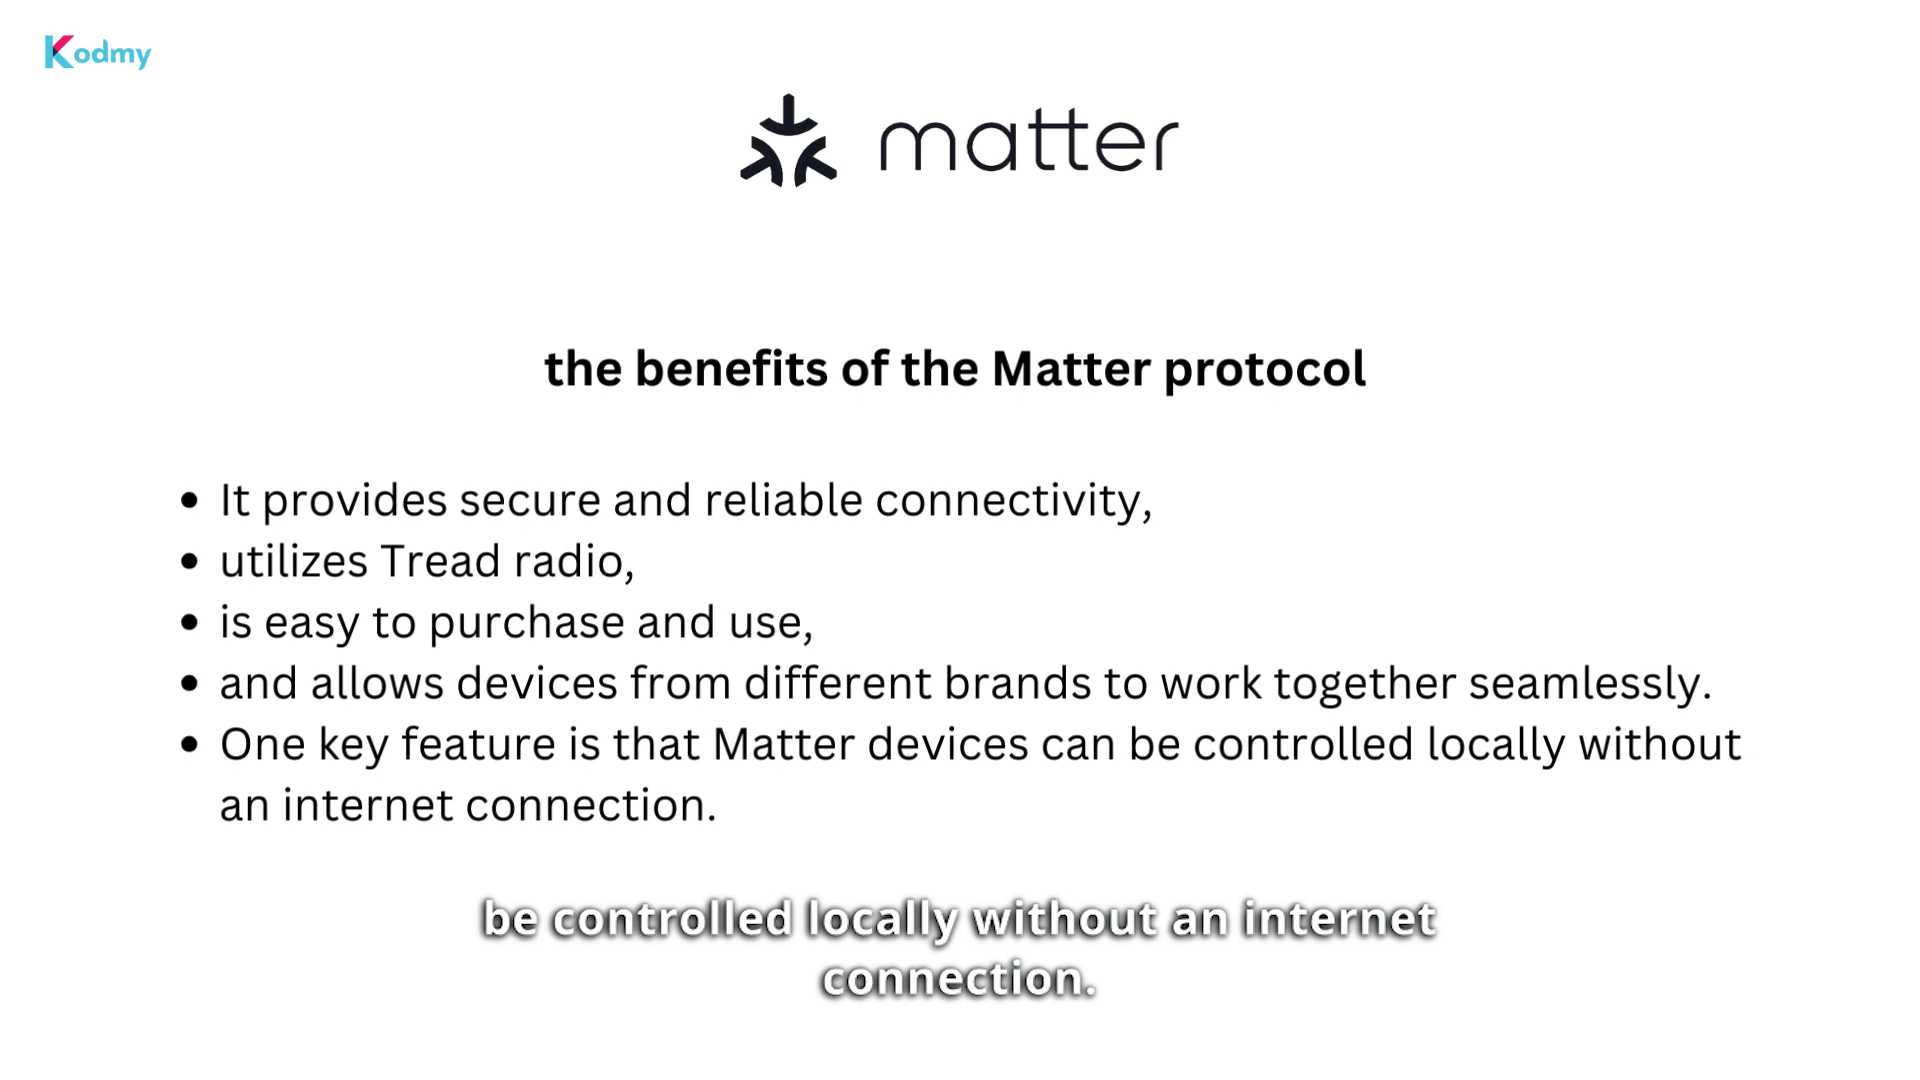 Kodmy
matter
the benefits of the Matter protocol
• It provides secure and reliable connectivity,
• utilizes Tread radio,
• is easy to purchase and use,
• and allows devices from different brands to work together seamlessly.
• One key feature is that Matter devices can be controlled locally without
an internet connection.
be controlled locally without an internet
connection.